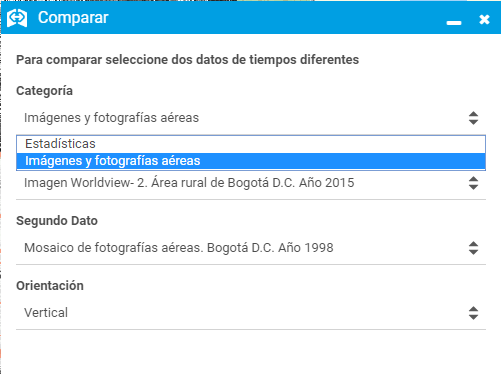 Comparar
Para comparar seleccione dos datos de tiempos diferentes
Categoría
Imágenes y fotografías aéreas
Estadísticas
Imágenes y fotografías aéreas
Imagen Worldview- 2. Área rural de Bogotá D.C. Año 2015
Segundo Dato
Mosaico de fotografías aéreas. Bogotá D.C. Año 1998
Orientación
Vertical